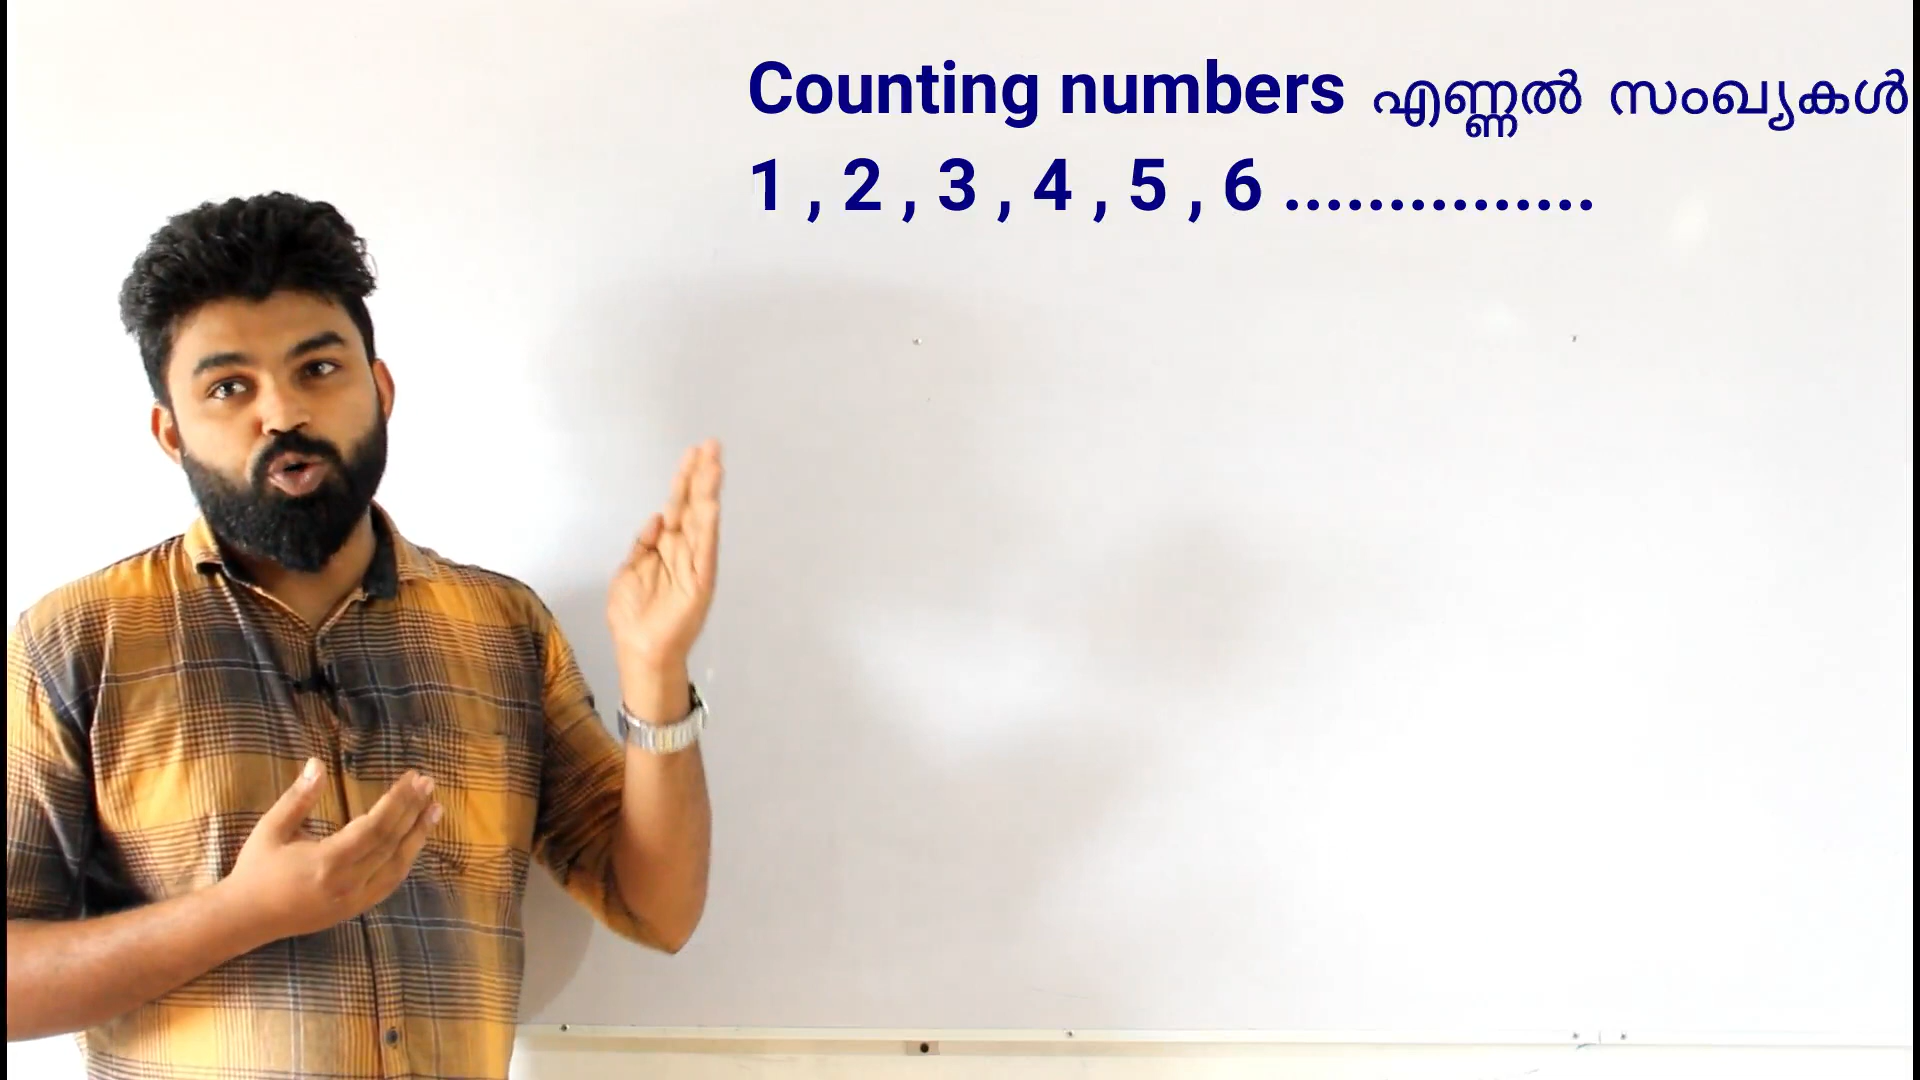 Counting numbers എണ്ണൽ സംഖ്യകൾ
1 , 2 , 3 , 4 , 5 , 6 ...............